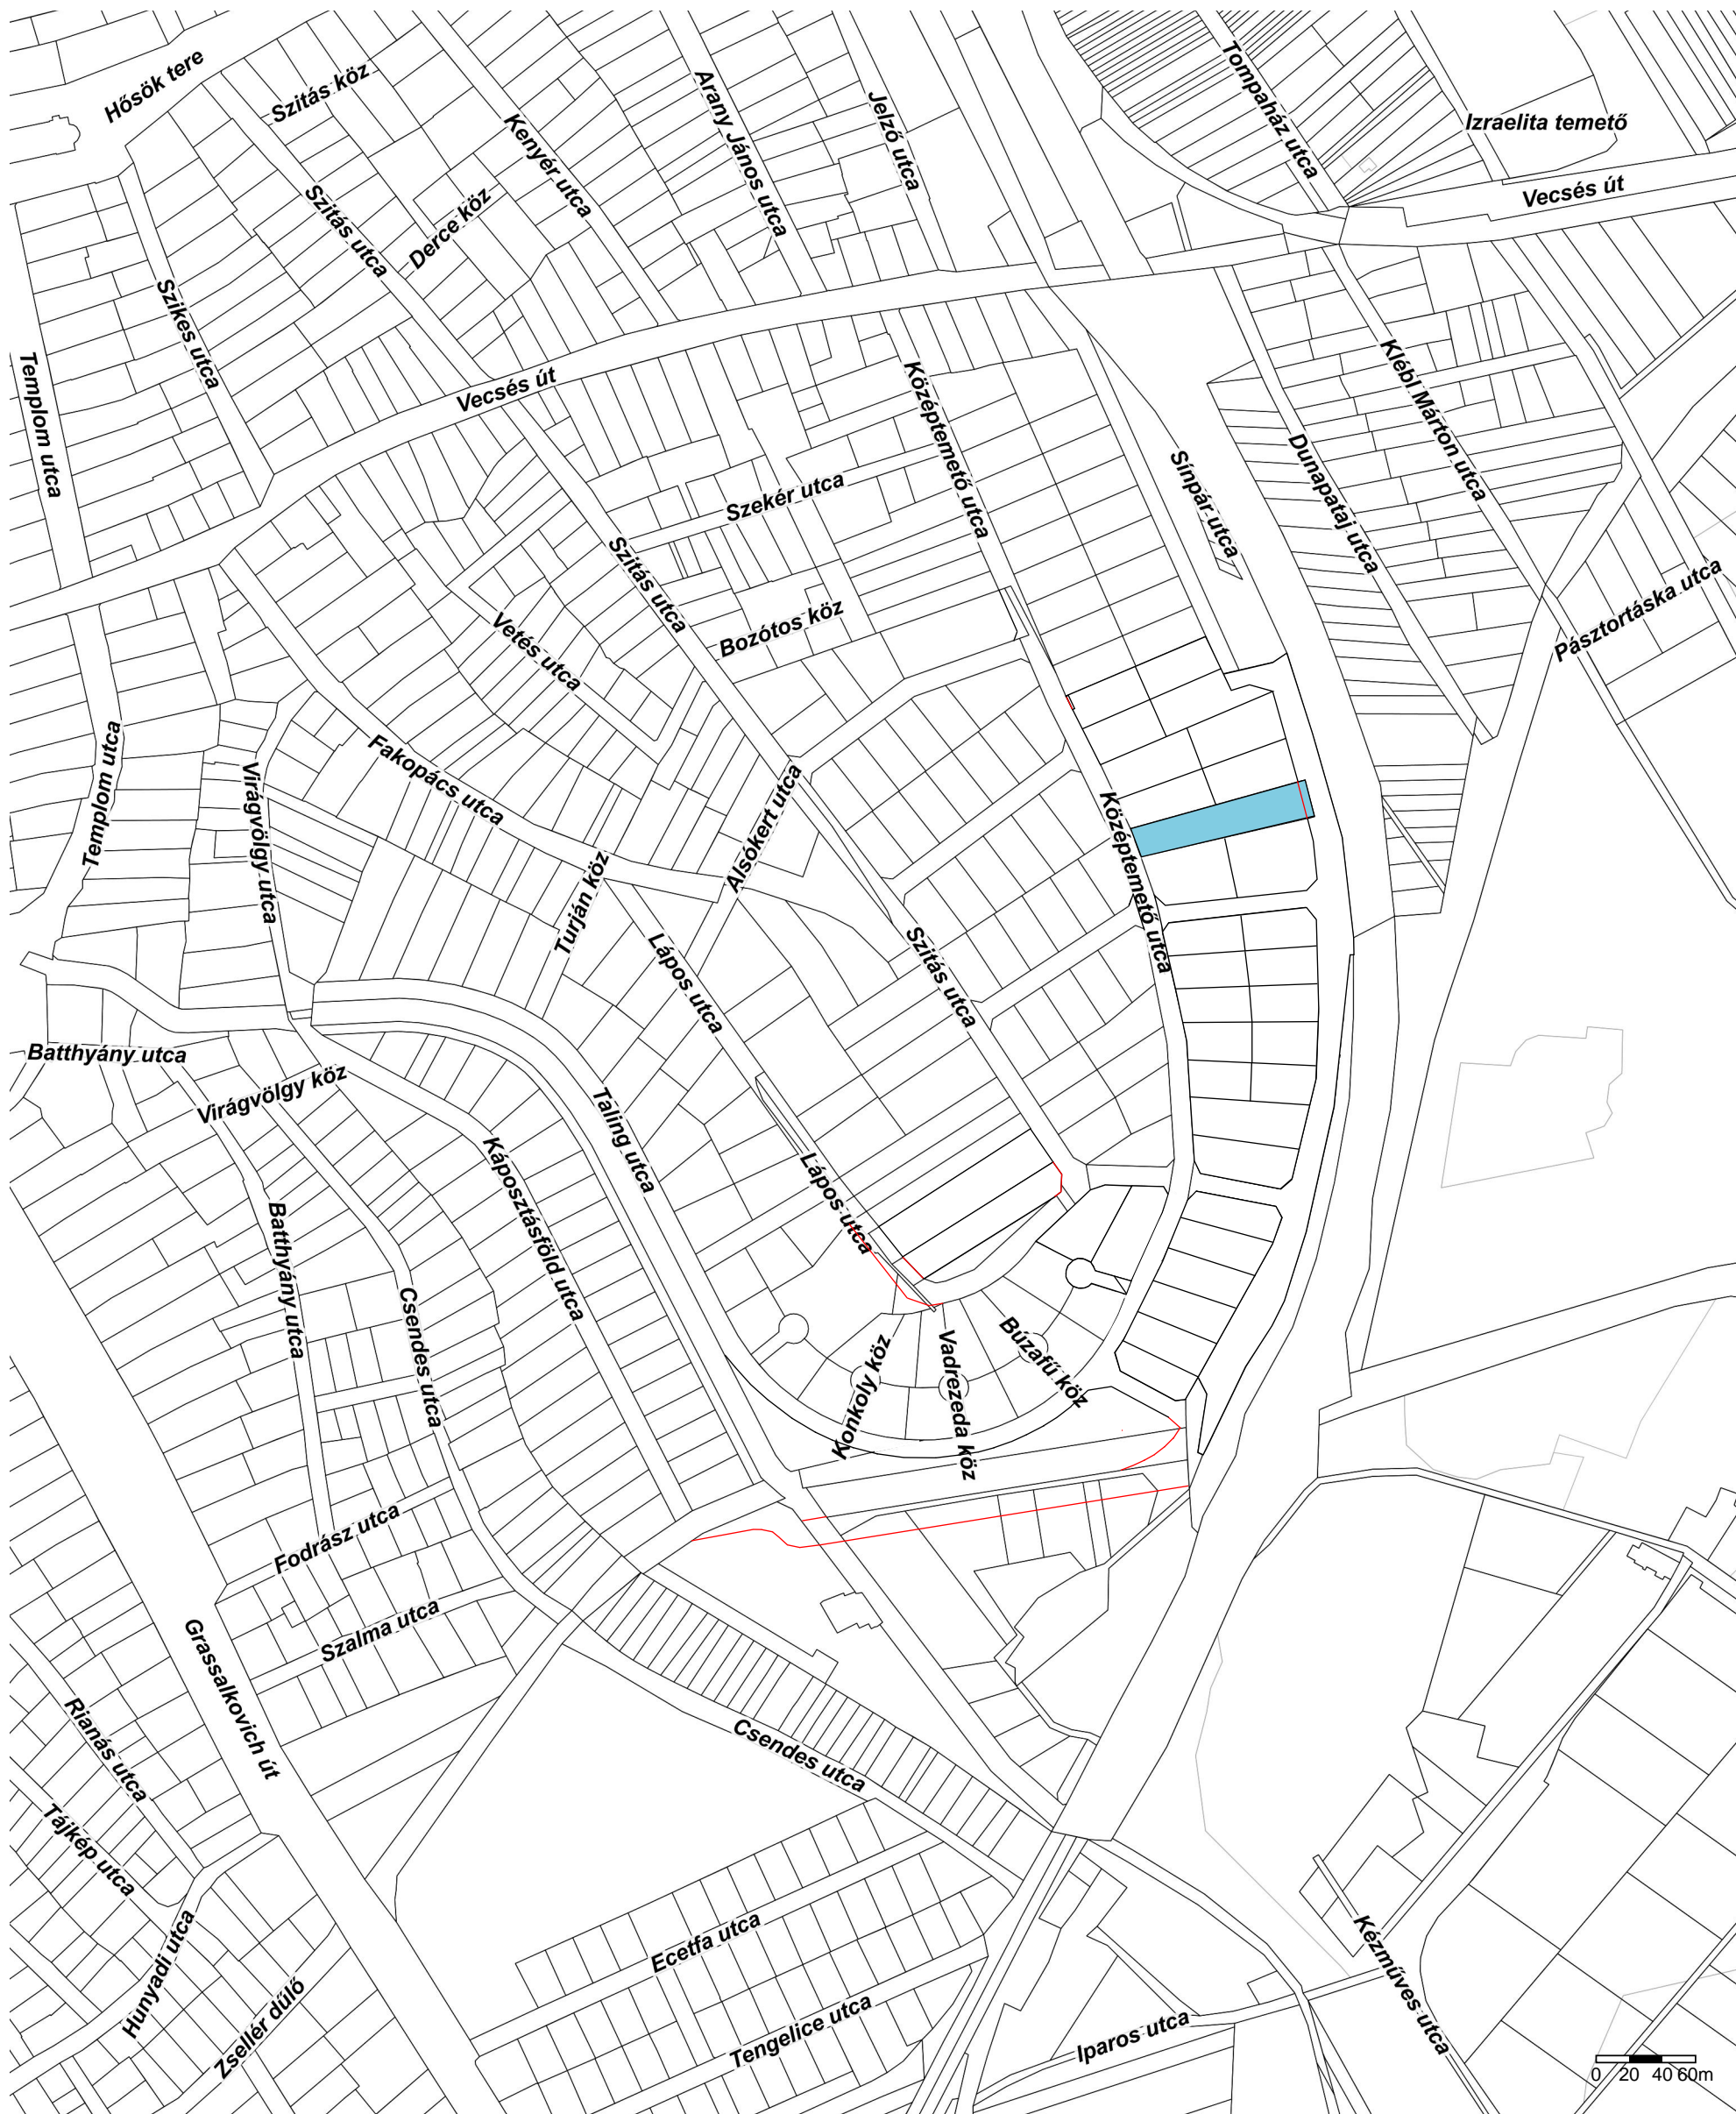 Hősök tere
Szitás köz
Kenyér utca
Arany János utca
Jelző utca
Tompaház utca
Izraelita temető
Vecsés út
Szitás utca
Derce köz
Szikes utca
Templom utca
Vecsés út
Középtemető utca
Klébl Márton utca
Sínpár utca
Dunapataj utca
Szekér utca
Szitás utca
Bozótos köz
Vetés utca
Pásztortáska utca
Templom utca
Virágvölgy utca
Fakopács utca
Alsókert utca
Középtemető utca
Turján köz
Lápos utca
Szitás utca
Batthyány utca
Virágvölgy köz
Taling utca
Káposztásföld utca
Lápos utca
Batthyány utca
Csendes utca
Konkoly köz
Vadrezeda köz
Búzafű köz
Fodrász utca
Szalma utca
Grassalkovich út
Rianás utca
Csendes utca
Tájkép utca
Hunyadi utca
Zsellér dűlő
Ecetfa utca
Tengelice utca
Iparos utca
Kézműves utca
0 20 40 60m